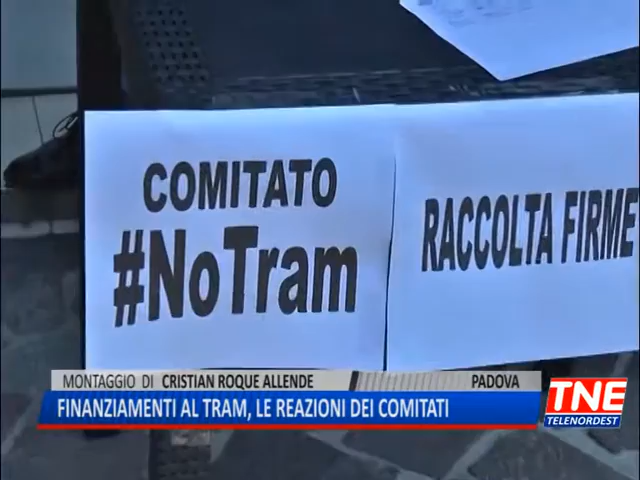 COMITATO
#NoTram
RACCOLTA FIRME
MONTAGGIO DI CRISTIAN ROQUE ALLENDE
PADOVA
FINANZIAMENTI AL TRAM, LE REAZIONI DEI COMITATI
TNE
TELENORDEST